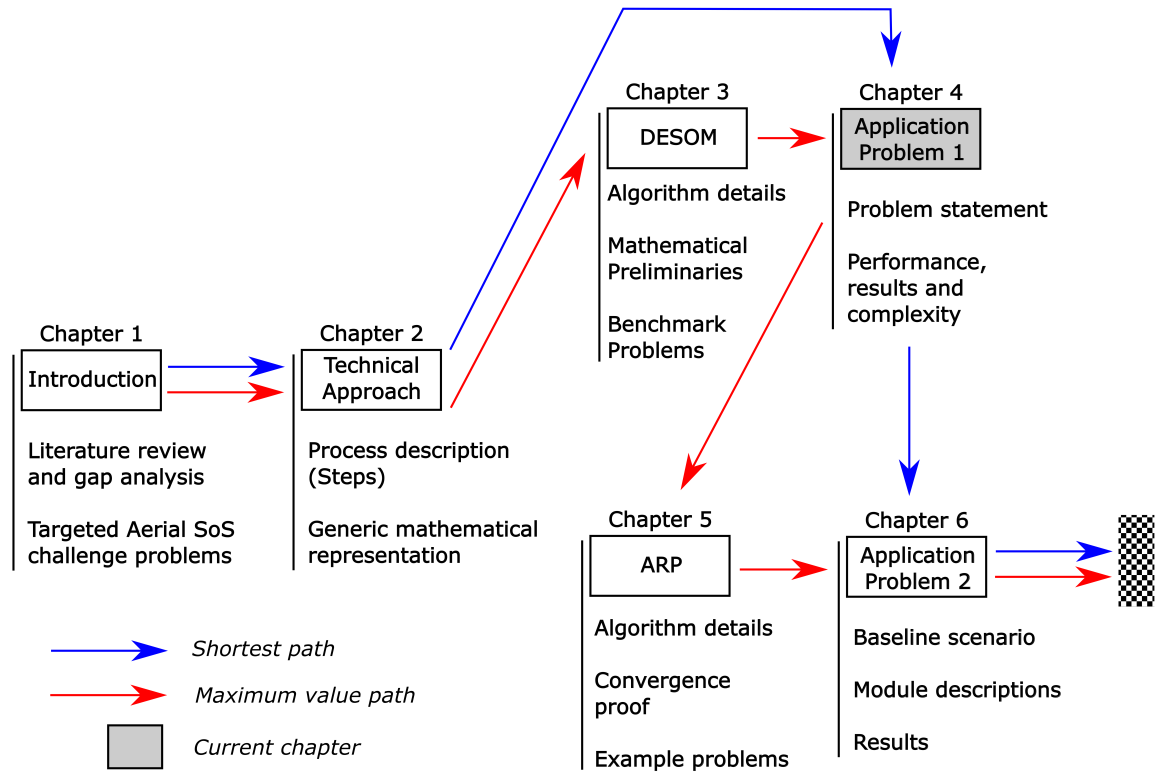 Chapter 1
Introduction
Literature review
and gap analysis
Targeted Aerial SoS
challenge problems
Chapter 2
Technical
Approach
Process description
(Steps)
Generic mathematical
representation
Chapter 3
DESOM
Algorithm details
Mathematical
Preliminaries
Benchmark
Problems
Chapter 4
Application
Problem 1
Problem statement
Performance,
results and
complexity
Chapter 5
ARP
Algorithm details
Convergence
proof
Example problems
Chapter 6
Application
Problem 2
Baseline scenario
Module descriptions
Results
Shortest path
Maximum value path
Current chapter